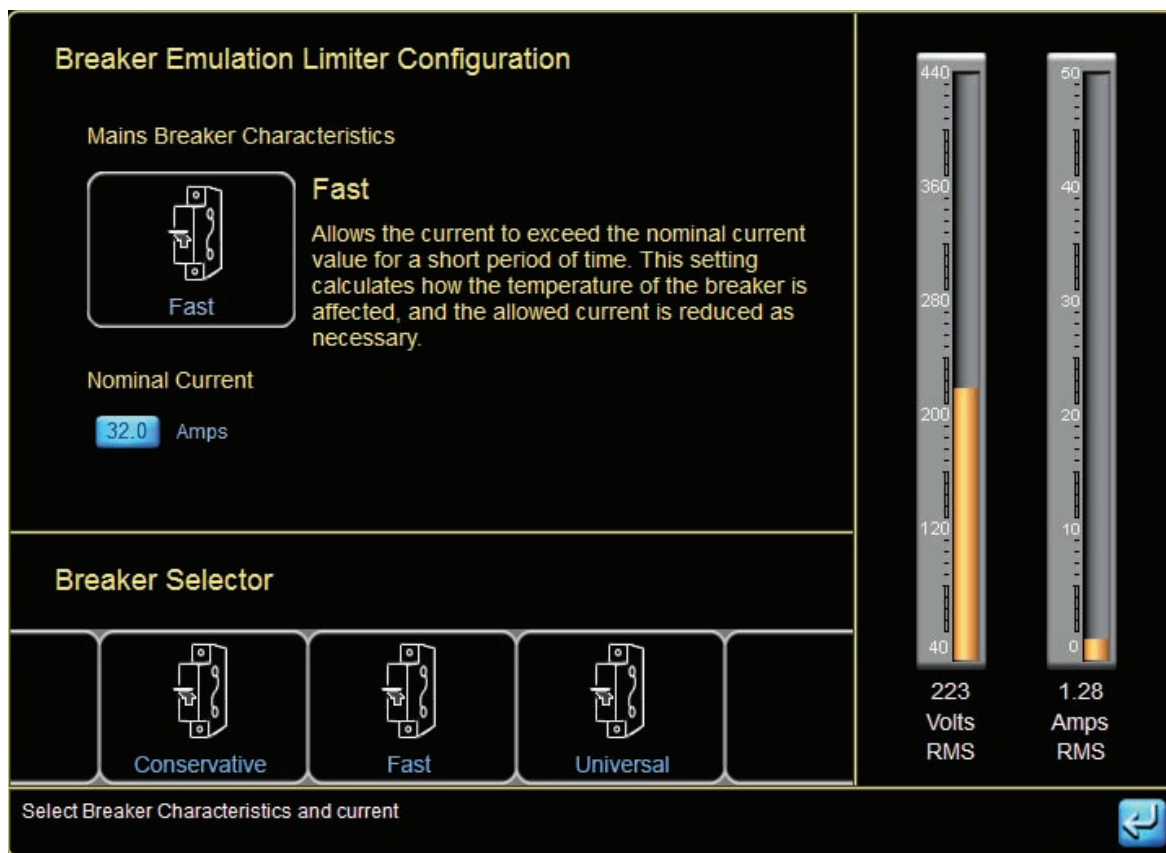 Breaker Emulation Limiter Configuration
Mains Breaker Characteristics
Fast
Fast
Allows the current to exceed the nominal current
value for a short period of time. This setting
calculates how the temperature of the breaker is
affected, and the allowed current is reduced as
necessary.
Nominal Current
32.0 Amps
Breaker Selector
Conservative Fast Universal
Select Breaker Characteristics and current
440
360
280
200
120
40
223
Volts
RMS
50
40
30
20
10
0
1.28
Amps
RMS